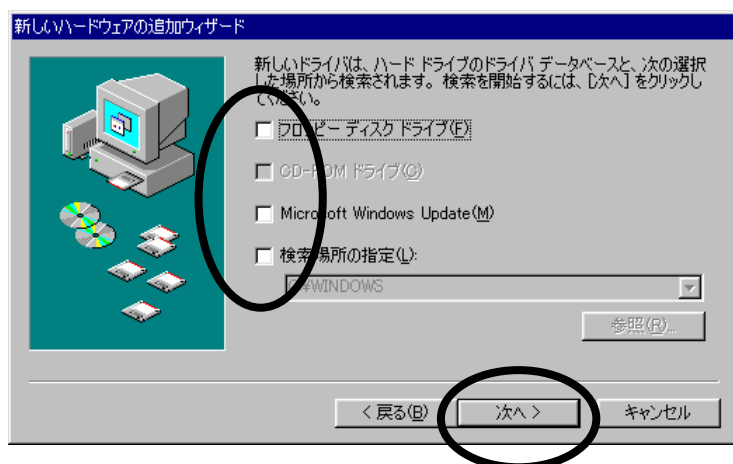 新しいハードウェアの追加ウィザード
新しいドライバは、ハード ドライブのドライバ データベースと、次の選択
した場所から検索されます。検索を開始するには、[次へ] をクリックし
てください。
フロッピー ディスク ドライブ(F)
CD-ROM ドライブ(C)
Microsoft Windows Update(M)
検索場所の指定(L):
C:¥WINDOWS
参照(R)...
< 戻る(B)
次へ >
キャンセル